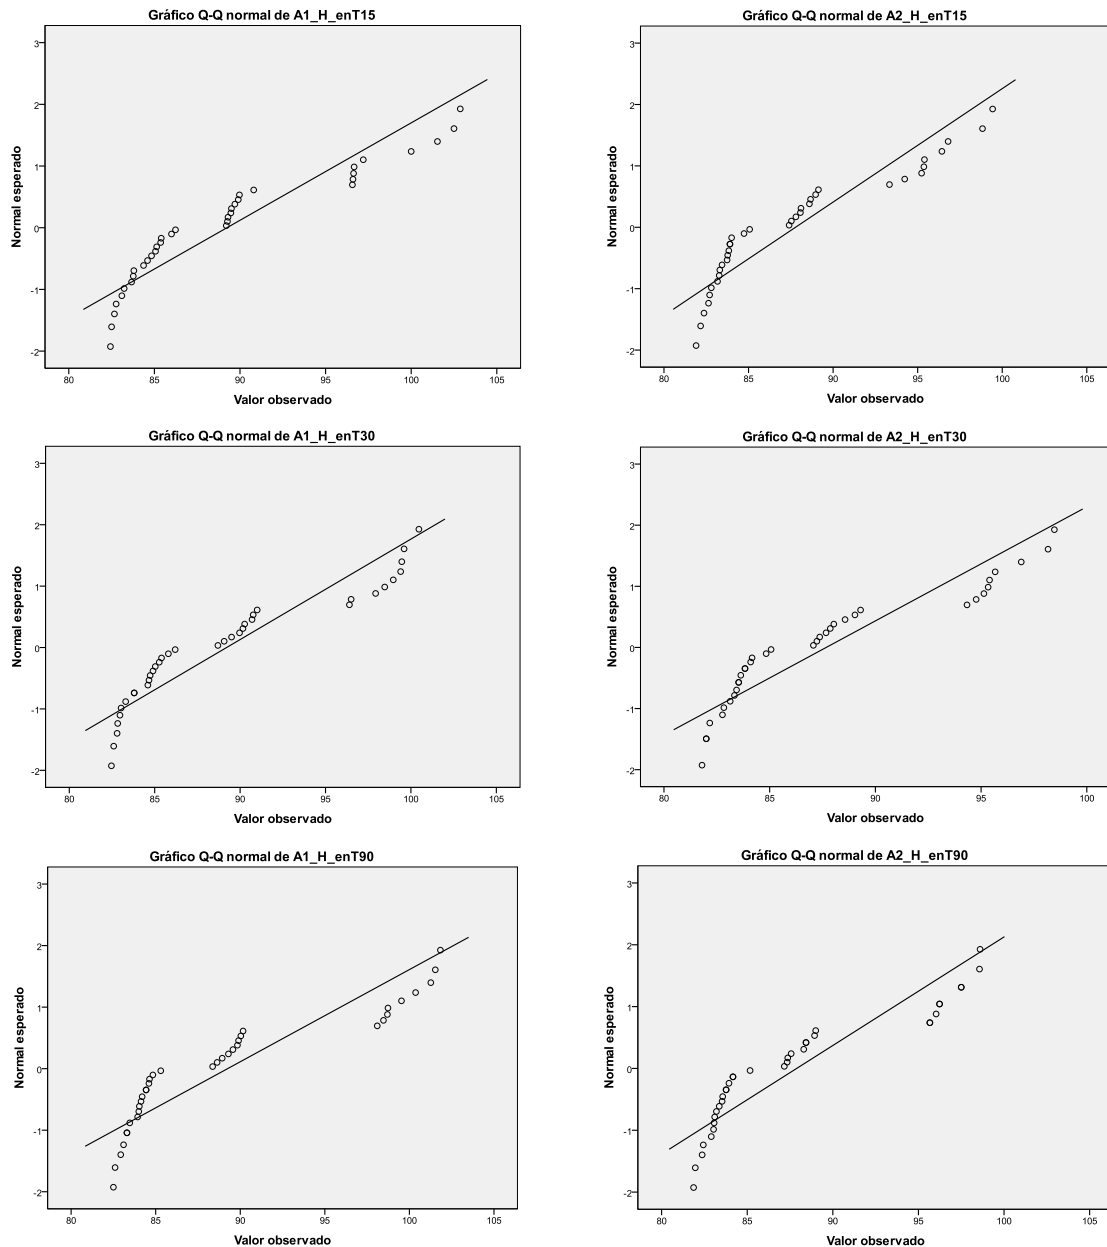 Gráfico Q-Q normal de A1_H_enT15
Normal esperado
3
2
1
0
-1
-2
80 85 90 95 100 105
Valor observado
Gráfico Q-Q normal de A2_H_enT15
Normal esperado
3
2
1
0
-1
-2
80 85 90 95 100 105
Valor observado
Gráfico Q-Q normal de A1_H_enT30
Normal esperado
3
2
1
0
-1
-2
80 85 90 95 100 105
Valor observado
Gráfico Q-Q normal de A2_H_enT30
Normal esperado
3
2
1
0
-1
-2
80 85 90 95 100
Valor observado
Gráfico Q-Q normal de A1_H_enT90
Normal esperado
3
2
1
0
-1
-2
80 85 90 95 100 105
Valor observado
Gráfico Q-Q normal de A2_H_enT90
Normal esperado
3
2
1
0
-1
-2
80 85 90 95 100 105
Valor observado